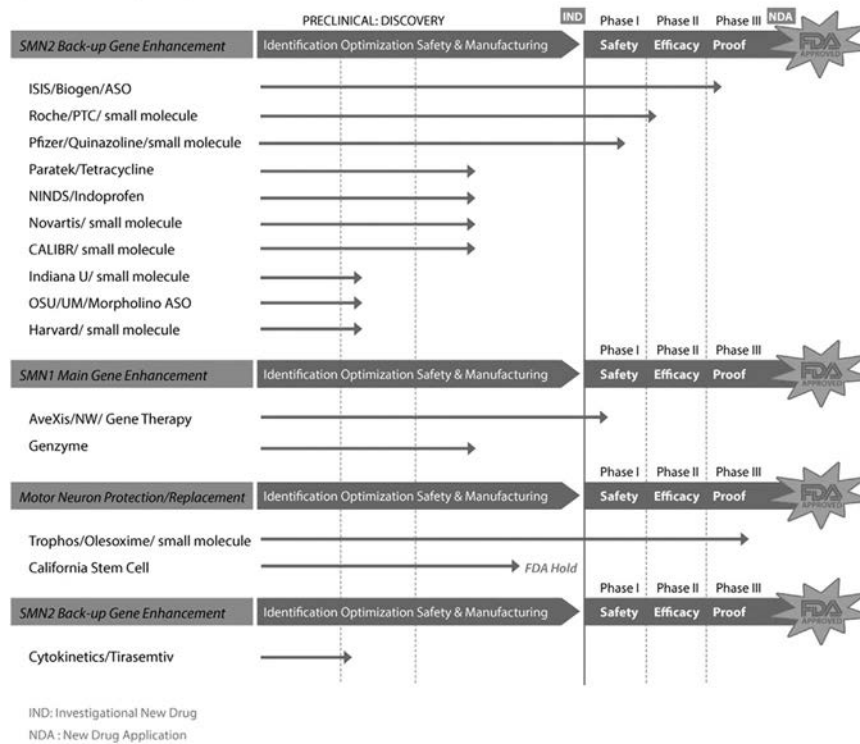 PRECLINICAL: DISCOVERY IND Phase I Phase II Phase III NDA
SMN2 Back-up Gene Enhancement Identification Optimization Safety & Manufacturing Safety Efficacy Proof FDA APPROVED
ISIS/Biogen/ASO
Roche/PTC/ small molecule
Pfizer/Quinazoline/small molecule
Paratek/Tetracycline
NINDS/Indoprofen
Novartis/ small molecule
CALIBR/ small molecule
Indiana U/ small molecule
OSU/UM/Morpholino ASO
Harvard/ small molecule
Phase I Phase II Phase III
SMN1 Main Gene Enhancement Identification Optimization Safety & Manufacturing Safety Efficacy Proof FDA APPROVED
AveXis/NW/ Gene Therapy
Genzyme
Phase I Phase II Phase III
Motor Neuron Protection/Replacement Identification Optimization Safety & Manufacturing Safety Efficacy Proof FDA APPROVED
Trophos/Olesoxime/ small molecule
California Stem Cell FDA Hold
Phase I Phase II Phase III
SMN2 Back-up Gene Enhancement Identification Optimization Safety & Manufacturing Safety Efficacy Proof FDA APPROVED
Cytokinetics/Tirasemtiv
IND: Investigational New Drug
NDA : New Drug Application